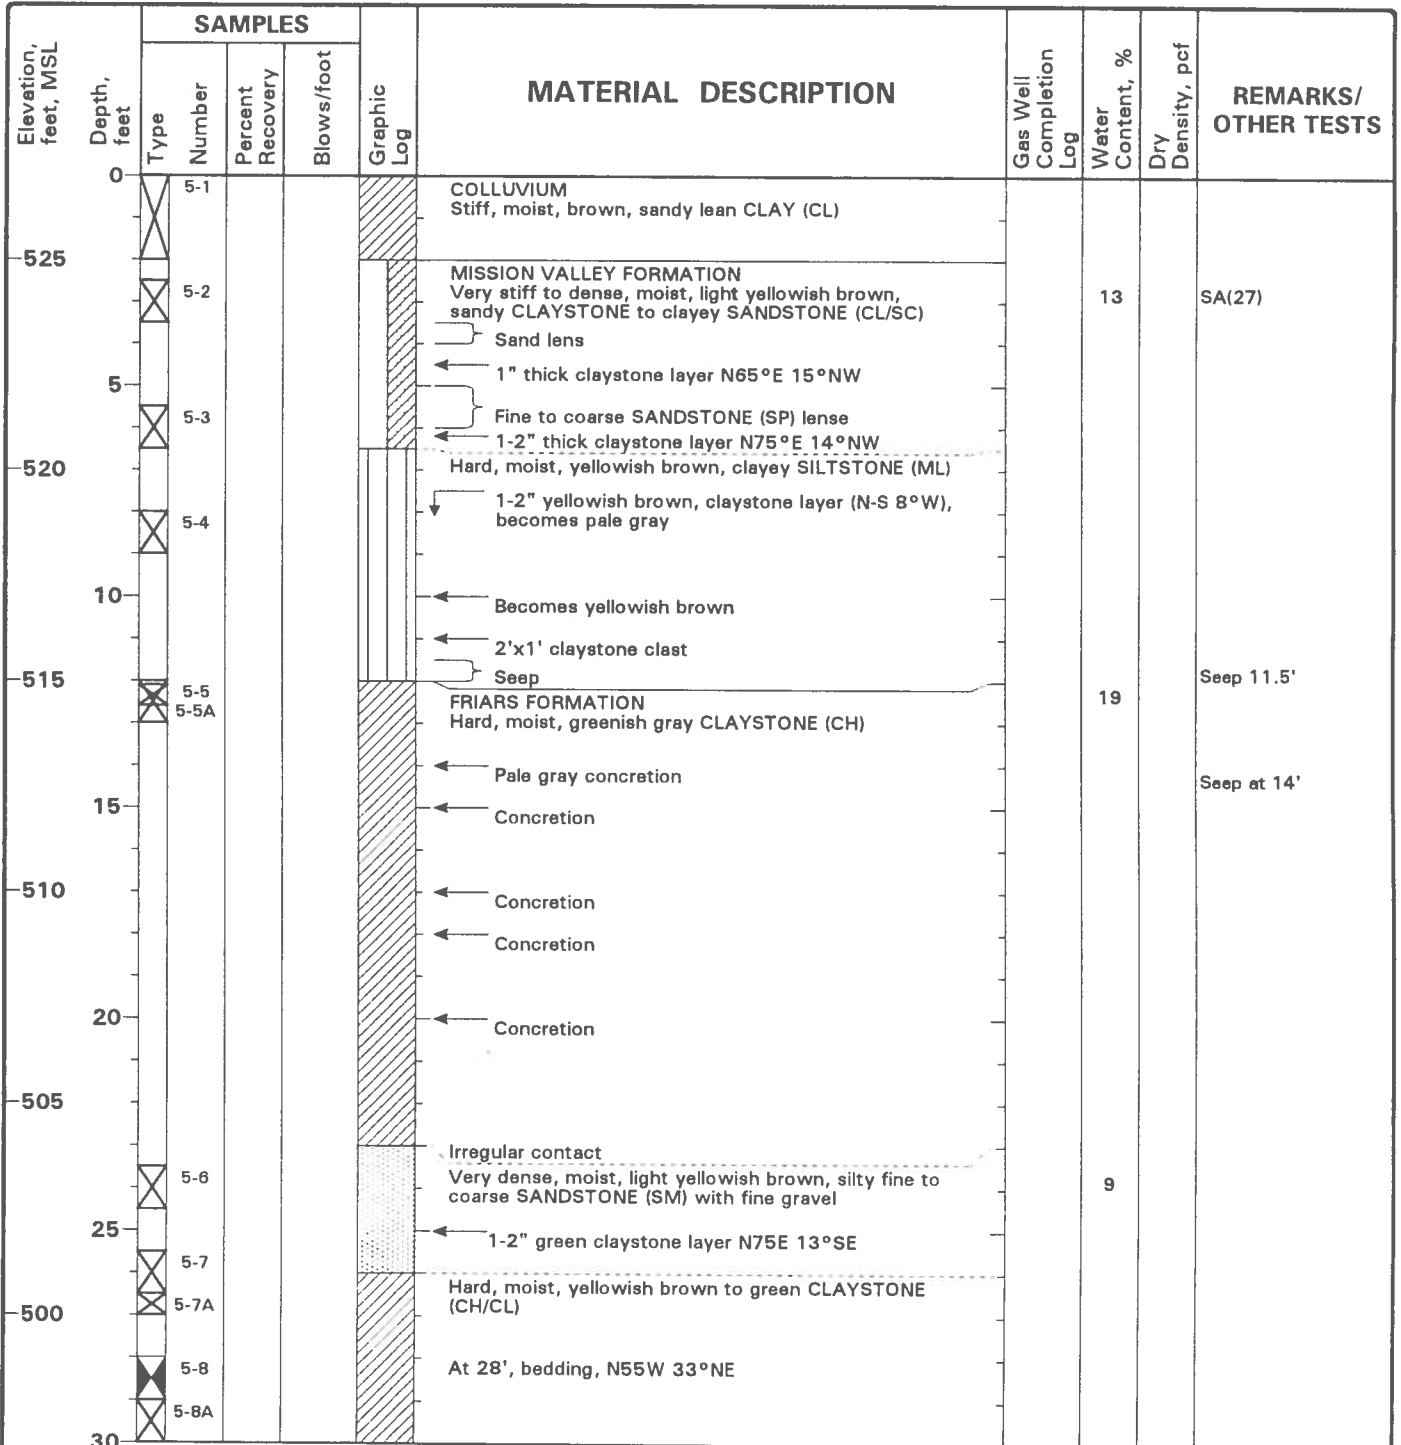 SAMPLES
Elevation,
feet, MSL
Depth,
feet
Type
Number
Percent
Recovery
Blows/foot
Graphic
Log
MATERIAL DESCRIPTION
Gas Well
Completion
Log
Water
Content, %
Dry
Density, pcf
REMARKS/
OTHER TESTS
0
5-1
COLLUVIUM
Stiff, moist, brown, sandy lean CLAY (CL)
525
MISSION VALLEY FORMATION
5-2
Very stiff to dense, moist, light yellowish brown,
13
SA(27)
sandy CLAYSTONE to clayey SANDSTONE (CL/SC)
Sand lens
1" thick claystone layer N65°E 15°NW
5
5-3
Fine to coarse SANDSTONE (SP) lense
1-2" thick claystone layer N75°E 14°NW
520
Hard, moist, yellowish brown, clayey SILTSTONE (ML)
1-2" yellowish brown, claystone layer (N-S 8°W),
5-4
becomes pale gray
10
Becomes yellowish brown
2'x1' claystone clast
515
Seep
Seep 11.5'
5-5
19
5-5A
FRIARS FORMATION
Hard, moist, greenish gray CLAYSTONE (CH)
Pale gray concretion
Seep at 14'
15
Concretion
510
Concretion
Concretion
20
Concretion
505
Irregular contact
5-6
Very dense, moist, light yellowish brown, silty fine to
9
coarse SANDSTONE (SM) with fine gravel
25
1-2" green claystone layer N75E 13°SE
5-7
Hard, moist, yellowish brown to green CLAYSTONE
5-7A
500
(CH/CL)
5-8
At 28', bedding, N55W 33°NE
5-8A
30